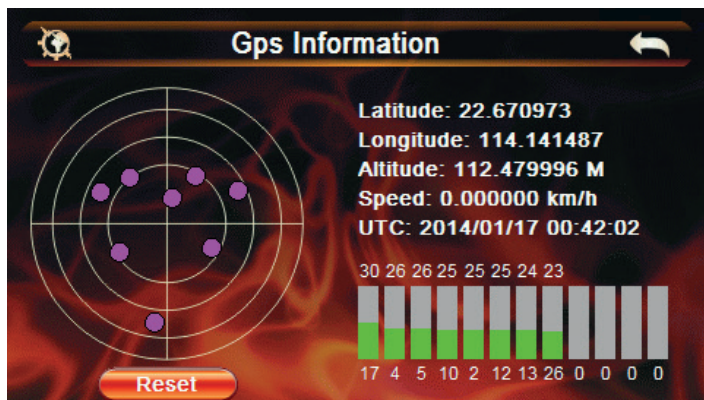 Gps Information
Latitude: 22.670973
Longitude: 114.141487
Altitude: 112.479996 M
Speed: 0.000000 km/h
UTC: 2014/01/17 00:42:02
30 26 26 25 25 25 24 23
17 4 5 10 2 12 13 26 0 0 0 0
Reset